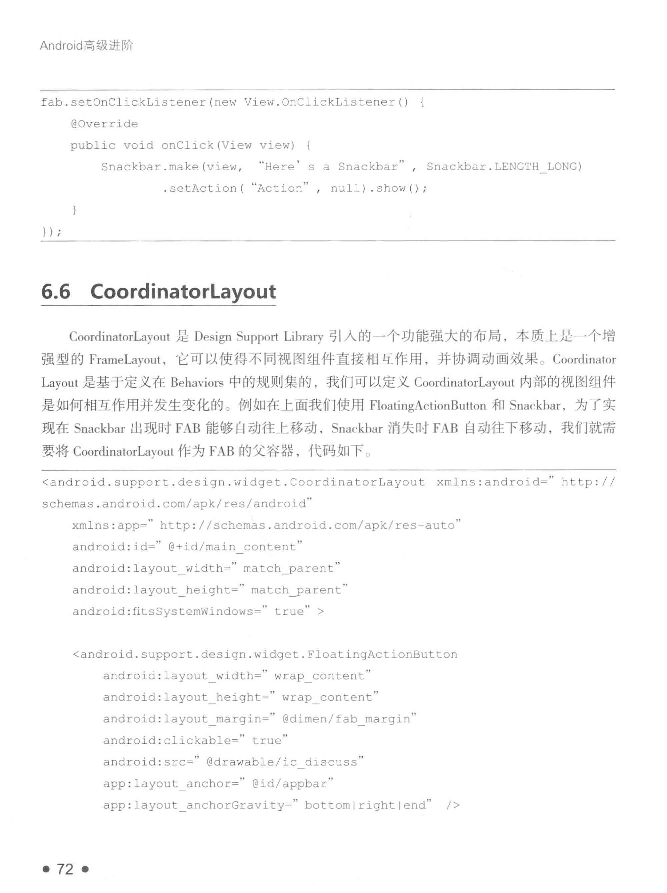 Android高级进阶
fab.setOnClickListener(new View.OnClickListener() {
@Override
public void onClick(View view) {
Snackbar.make(view, “Here’s a Snackbar”, Snackbar.LENGTH_LONG)
.setAction(“Action”, null).show();
}
});
6.6 CoordinatorLayout
CoordinatorLayout 是 Design Support Library 引入的一个功能强大的布局，本质上是一个增
强型的 FrameLayout，它可以使得不同视图组件直接相互作用，并协调动画效果。Coordinator
Layout 是基于定义在 Behaviors 中的规则集的，我们可以定义 CoordinatorLayout 内部的视图组件
是如何相互作用并发生变化的。例如在上面我们使用 FloatingActionButton 和 Snackbar，为了实
现在 Snackbar 出现时 FAB 能够自动往上移动，Snackbar 消失时 FAB 自动往下移动，我们就需
要将 CoordinatorLayout 作为 FAB 的父容器，代码如下。
<android.support.design.widget.CoordinatorLayout xmlns:android=”http://
schemas.android.com/apk/res/android”
xmlns:app=”http://schemas.android.com/apk/res-auto”
android:id=”@+id/main_content”
android:layout_width=”match_parent”
android:layout_height=”match_parent”
android:fitsSystemWindows=”true”>
<android.support.design.widget.FloatingActionButton
android:layout_width=”wrap_content”
android:layout_height=”wrap_content”
android:layout_margin=”@dimen/fab_margin”
android:clickable=”true”
android:src=”@drawable/ic_discuss”
app:layout_anchor=”@id/appbar”
app:layout_anchorGravity=”bottom|right|end” />
• 72 •